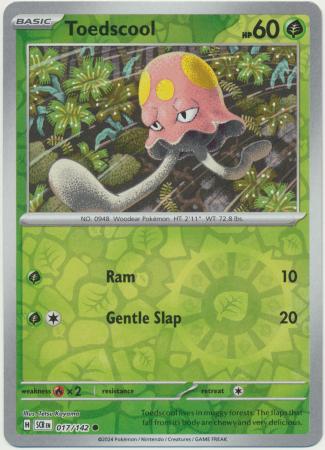 BASIC
Toedscool
HP 60
NO. 0948 Woodear Pokémon HT: 2'11" WT: 72.8 lbs.
Ram 10
Gentle Slap 20
weakness ×2 resistance retreat
Illus. Tetsu Kayama
H SCR EN 017/142
Toedscool lives in muggy forests. The flaps that
fall from its body are chewy and very delicious.
©2024 Pokémon / Nintendo / Creatures / GAME FREAK